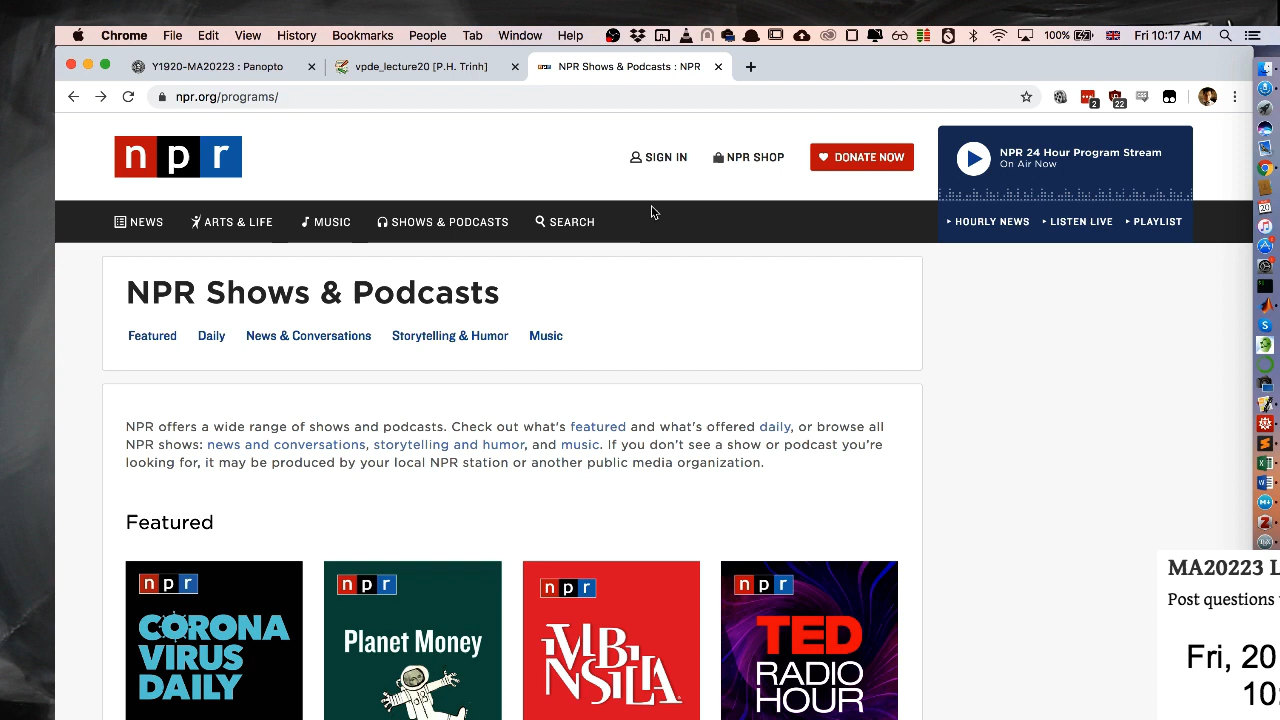 Chrome File Edit View History Bookmarks People Tab Window Help 100% Fri 10:17 AM
Y1920-MA20223 : Panopto vpde_lecture20 [P.H. Trinh] NPR Shows & Podcasts : NPR
npr.org/programs/ 2 22
n p r
SIGN IN NPR SHOP DONATE NOW
NPR 24 Hour Program Stream
On Air Now
NEWS ARTS & LIFE MUSIC SHOWS & PODCASTS SEARCH
HOURLY NEWS LISTEN LIVE PLAYLIST
NPR Shows & Podcasts
Featured Daily News & Conversations Storytelling & Humor Music
NPR offers a wide range of shows and podcasts. Check out what's featured and what's offered daily, or browse all
NPR shows: news and conversations, storytelling and humor, and music. If you don't see a show or podcast you're
looking for, it may be produced by your local NPR station or another public media organization.
Featured
n p r
CORONA
VIRUS
DAILY
n p r
Planet Money
n p r
INVISIBILIA
n p r
TED
RADIO
HOUR
MA20223 L
Post questions
Fri, 20
10: